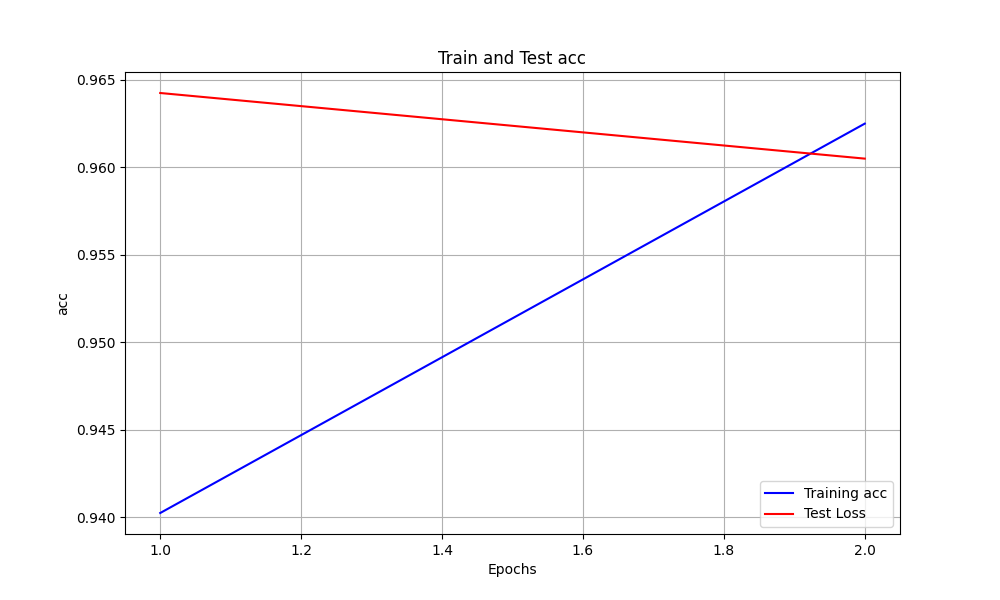 Train and Test acc
0.965
0.960
0.955
0.950
0.945
0.940
acc
1.0 1.2 1.4 1.6 1.8 2.0
Epochs
Training acc
Test Loss